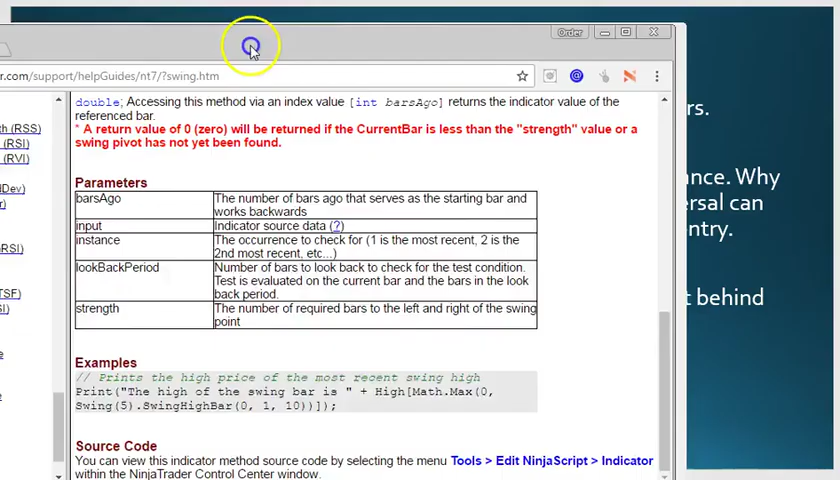 Order
r.com/support/helpGuides/nt7/?swing.htm
double; Accessing this method via an index value [int barsAgo] returns the indicator value of the
referenced bar.
* A return value of 0 (zero) will be returned if the CurrentBar is less than the "strength" value or a
swing pivot has not yet been found.
Parameters
barsAgo The number of bars ago that serves as the starting bar and
works backwards
input Indicator source data (?)
instance The occurrence to check for (1 is the most recent, 2 is the
2nd most recent, etc...)
lookBackPeriod Number of bars to look back to check for the test condition.
Test is evaluated on the current bar and the bars in the look
back period.
strength The number of required bars to the left and right of the swing
point
Examples
// Prints the high price of the most recent swing high
Print("The high of the swing bar is " + High[Math.Max(0,
Swing(5).SwingHighBar(0, 1, 10))]);
Source Code
You can view this indicator method source code by selecting the menu Tools > Edit NinjaScript > Indicator
within the NinjaTrader Control Center window.
th (RSS)
(RSI)
(RVI)
dDev)
r)
gRSI)
TSF)
SI)
e
e
rs.
ance. Why
ersal can
entry.
t behind